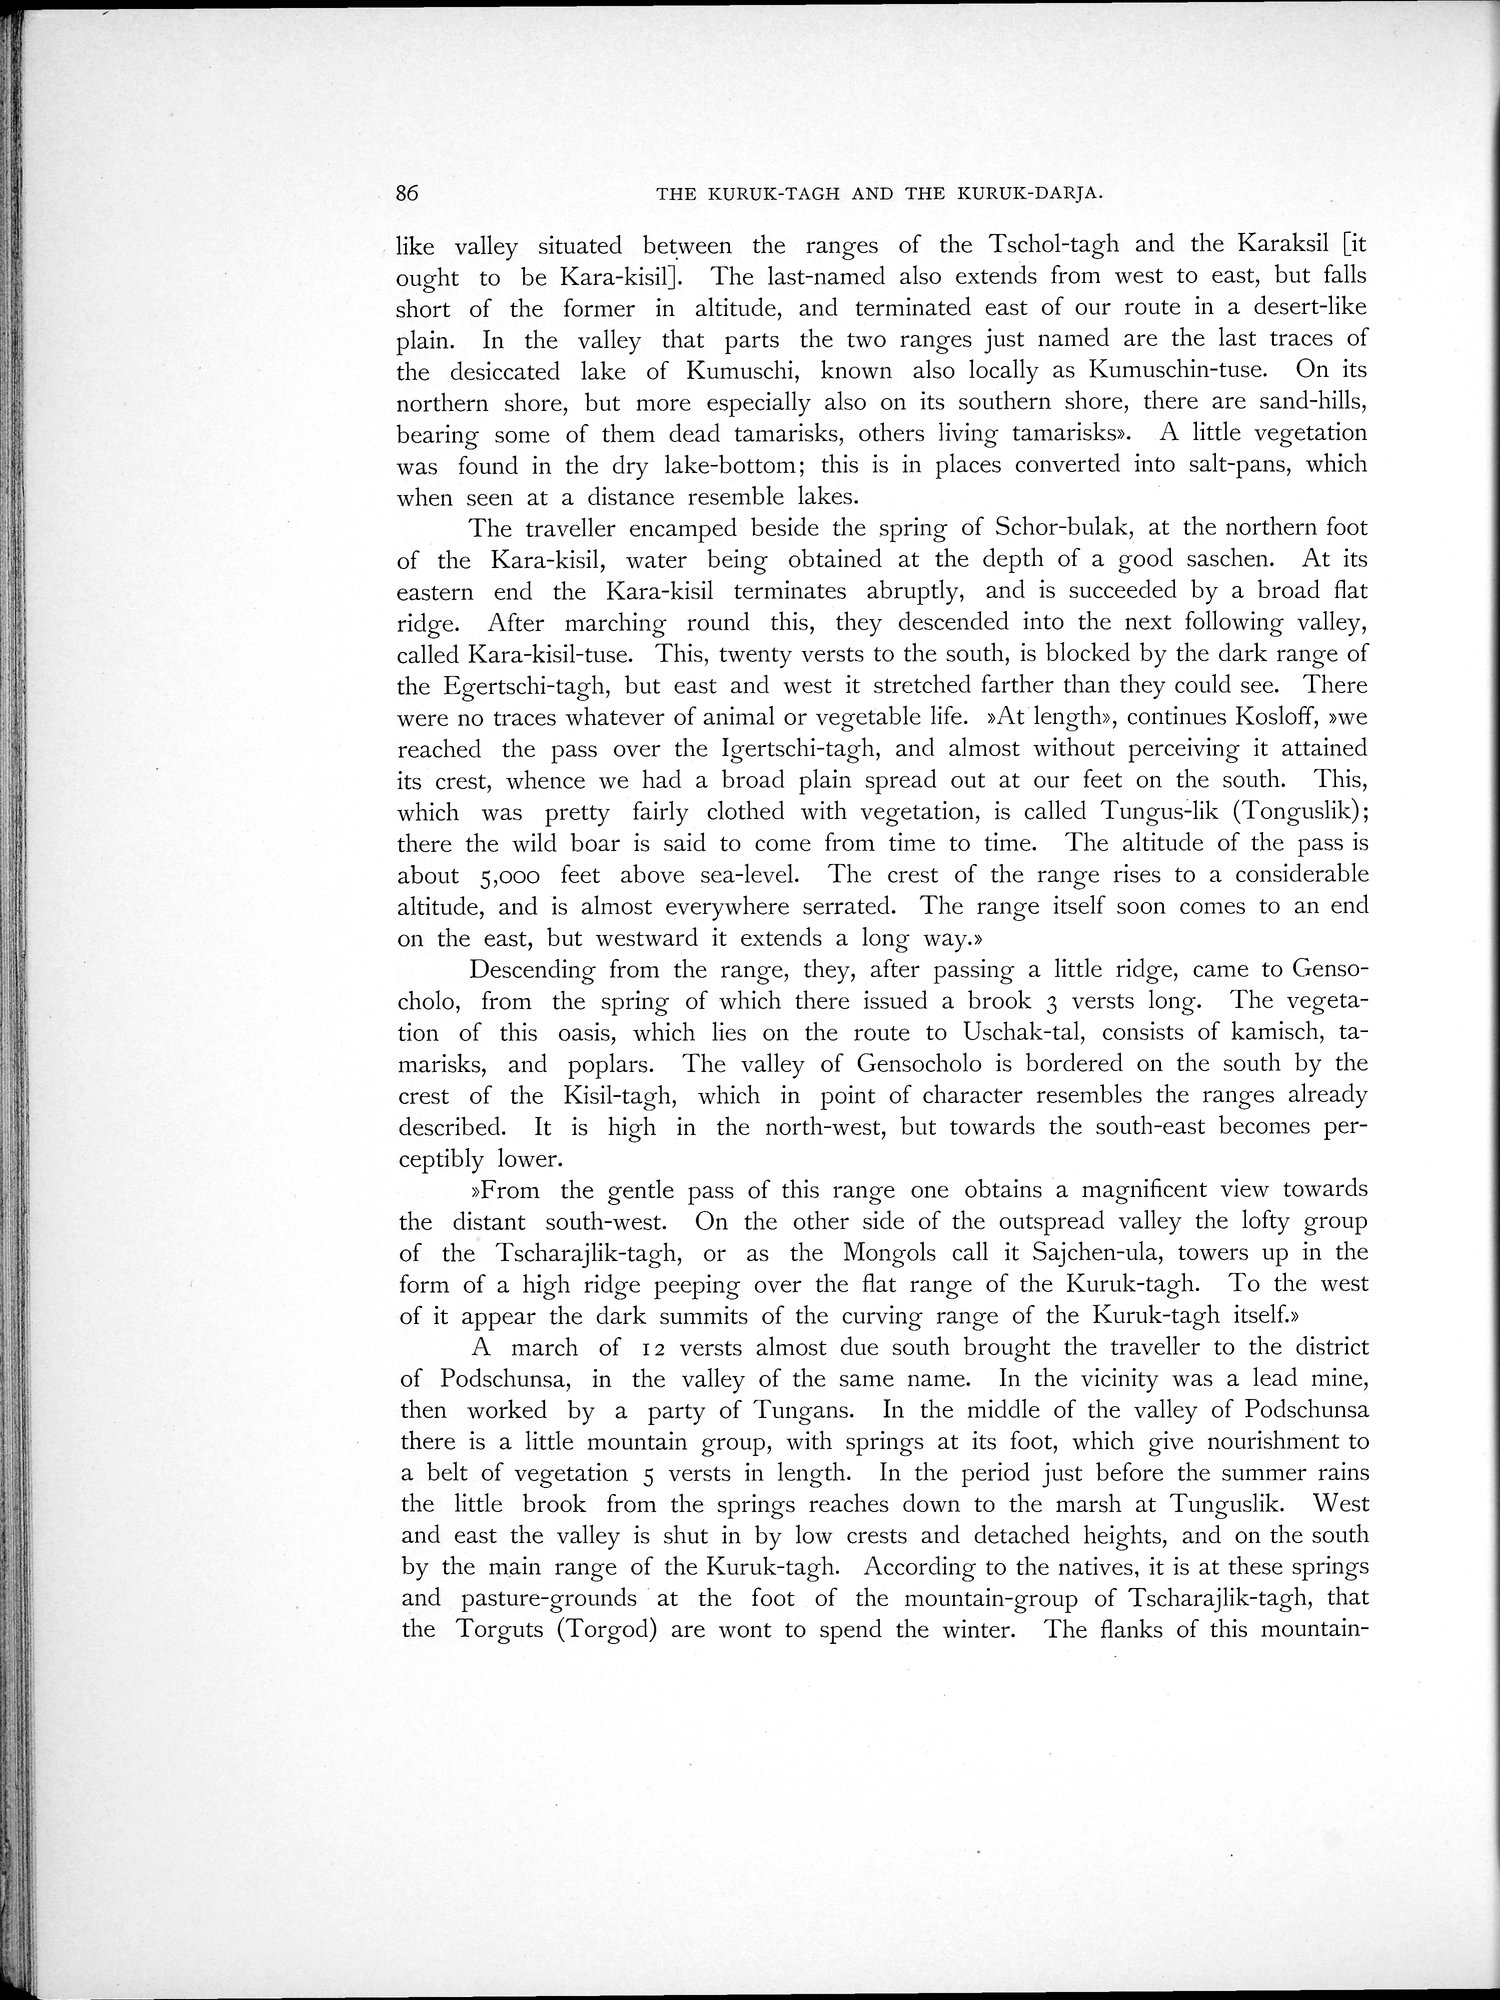 86 THE KURUK-TAGH AND THE KURUK-DARJA.
like valley situated between the ranges of the Tschol-tagh and the Karaksil [it
ought to be Kara-kisil]. The last-named also extends from west to east, but falls
short of the former in altitude, and terminated east of our route in a desert-like
plain. In the valley that parts the two ranges just named are the last traces of
the desiccated lake of Kumuschi, known also locally as Kumuschin-tuse. On its
northern shore, but more especially also on its southern shore, there are sand-hills,
bearing some of them dead tamarisks, others living tamarisks». A little vegetation
was found in the dry lake-bottom; this is in places converted into salt-pans, which
when seen at a distance resemble lakes.
The traveller encamped beside the spring of Schor-bulak, at the northern foot
of the Kara-kisil, water being obtained at the depth of a good saschen. At its
eastern end the Kara-kisil terminates abruptly, and is succeeded by a broad flat
ridge. After marching round this, they descended into the next following valley,
called Kara-kisil-tuse. This, twenty versts to the south, is blocked by the dark range of
the Egertschi-tagh, but east and west it stretched farther than they could see. There
were no traces whatever of animal or vegetable life. »At length», continues Kosloff, »we
reached the pass over the Igertschi-tagh, and almost without perceiving it attained
its crest, whence we had a broad plain spread out at our feet on the south. This,
which was pretty fairly clothed with vegetation, is called Tungus-lik (Tonguslik);
there the wild boar is said to come from time to time. The altitude of the pass is
about 5,000 feet above sea-level. The crest of the range rises to a considerable
altitude, and is almost everywhere serrated. The range itself soon comes to an end
on the east, but westward it extends a long way.»
Descending from the range, they, after passing a little ridge, came to Genso-
cholo, from the spring of which there issued a brook 3 versts long. The vegeta-
tion of this oasis, which lies on the route to Uschak-tal, consists of kamisch, ta-
marisks, and poplars. The valley of Gensocholo is bordered on the south by the
crest of the Kisil-tagh, which in point of character resembles the ranges already
described. It is high in the north-west, but towards the south-east becomes per-
ceptibly lower.
»From the gentle pass of this range one obtains a magnificent view towards
the distant south-west. On the other side of the outspread valley the lofty group
of the Tscharajlik-tagh, or as the Mongols call it Sajchen-ula, towers up in the
form of a high ridge peeping over the flat range of the Kuruk-tagh. To the west
of it appear the dark summits of the curving range of the Kuruk-tagh itself.»
A march of 12 versts almost due south brought the traveller to the district
of Podschunsa, in the valley of the same name. In the vicinity was a lead mine,
then worked by a party of Tungans. In the middle of the valley of Podschunsa
there is a little mountain group, with springs at its foot, which give nourishment to
a belt of vegetation 5 versts in length. In the period just before the summer rains
the little brook from the springs reaches down to the marsh at Tunguslik. West
and east the valley is shut in by low crests and detached heights, and on the south
by the main range of the Kuruk-tagh. According to the natives, it is at these springs
and pasture-grounds at the foot of the mountain-group of Tscharajlik-tagh, that
the Torguts (Torgod) are wont to spend the winter. The flanks of this mountain-